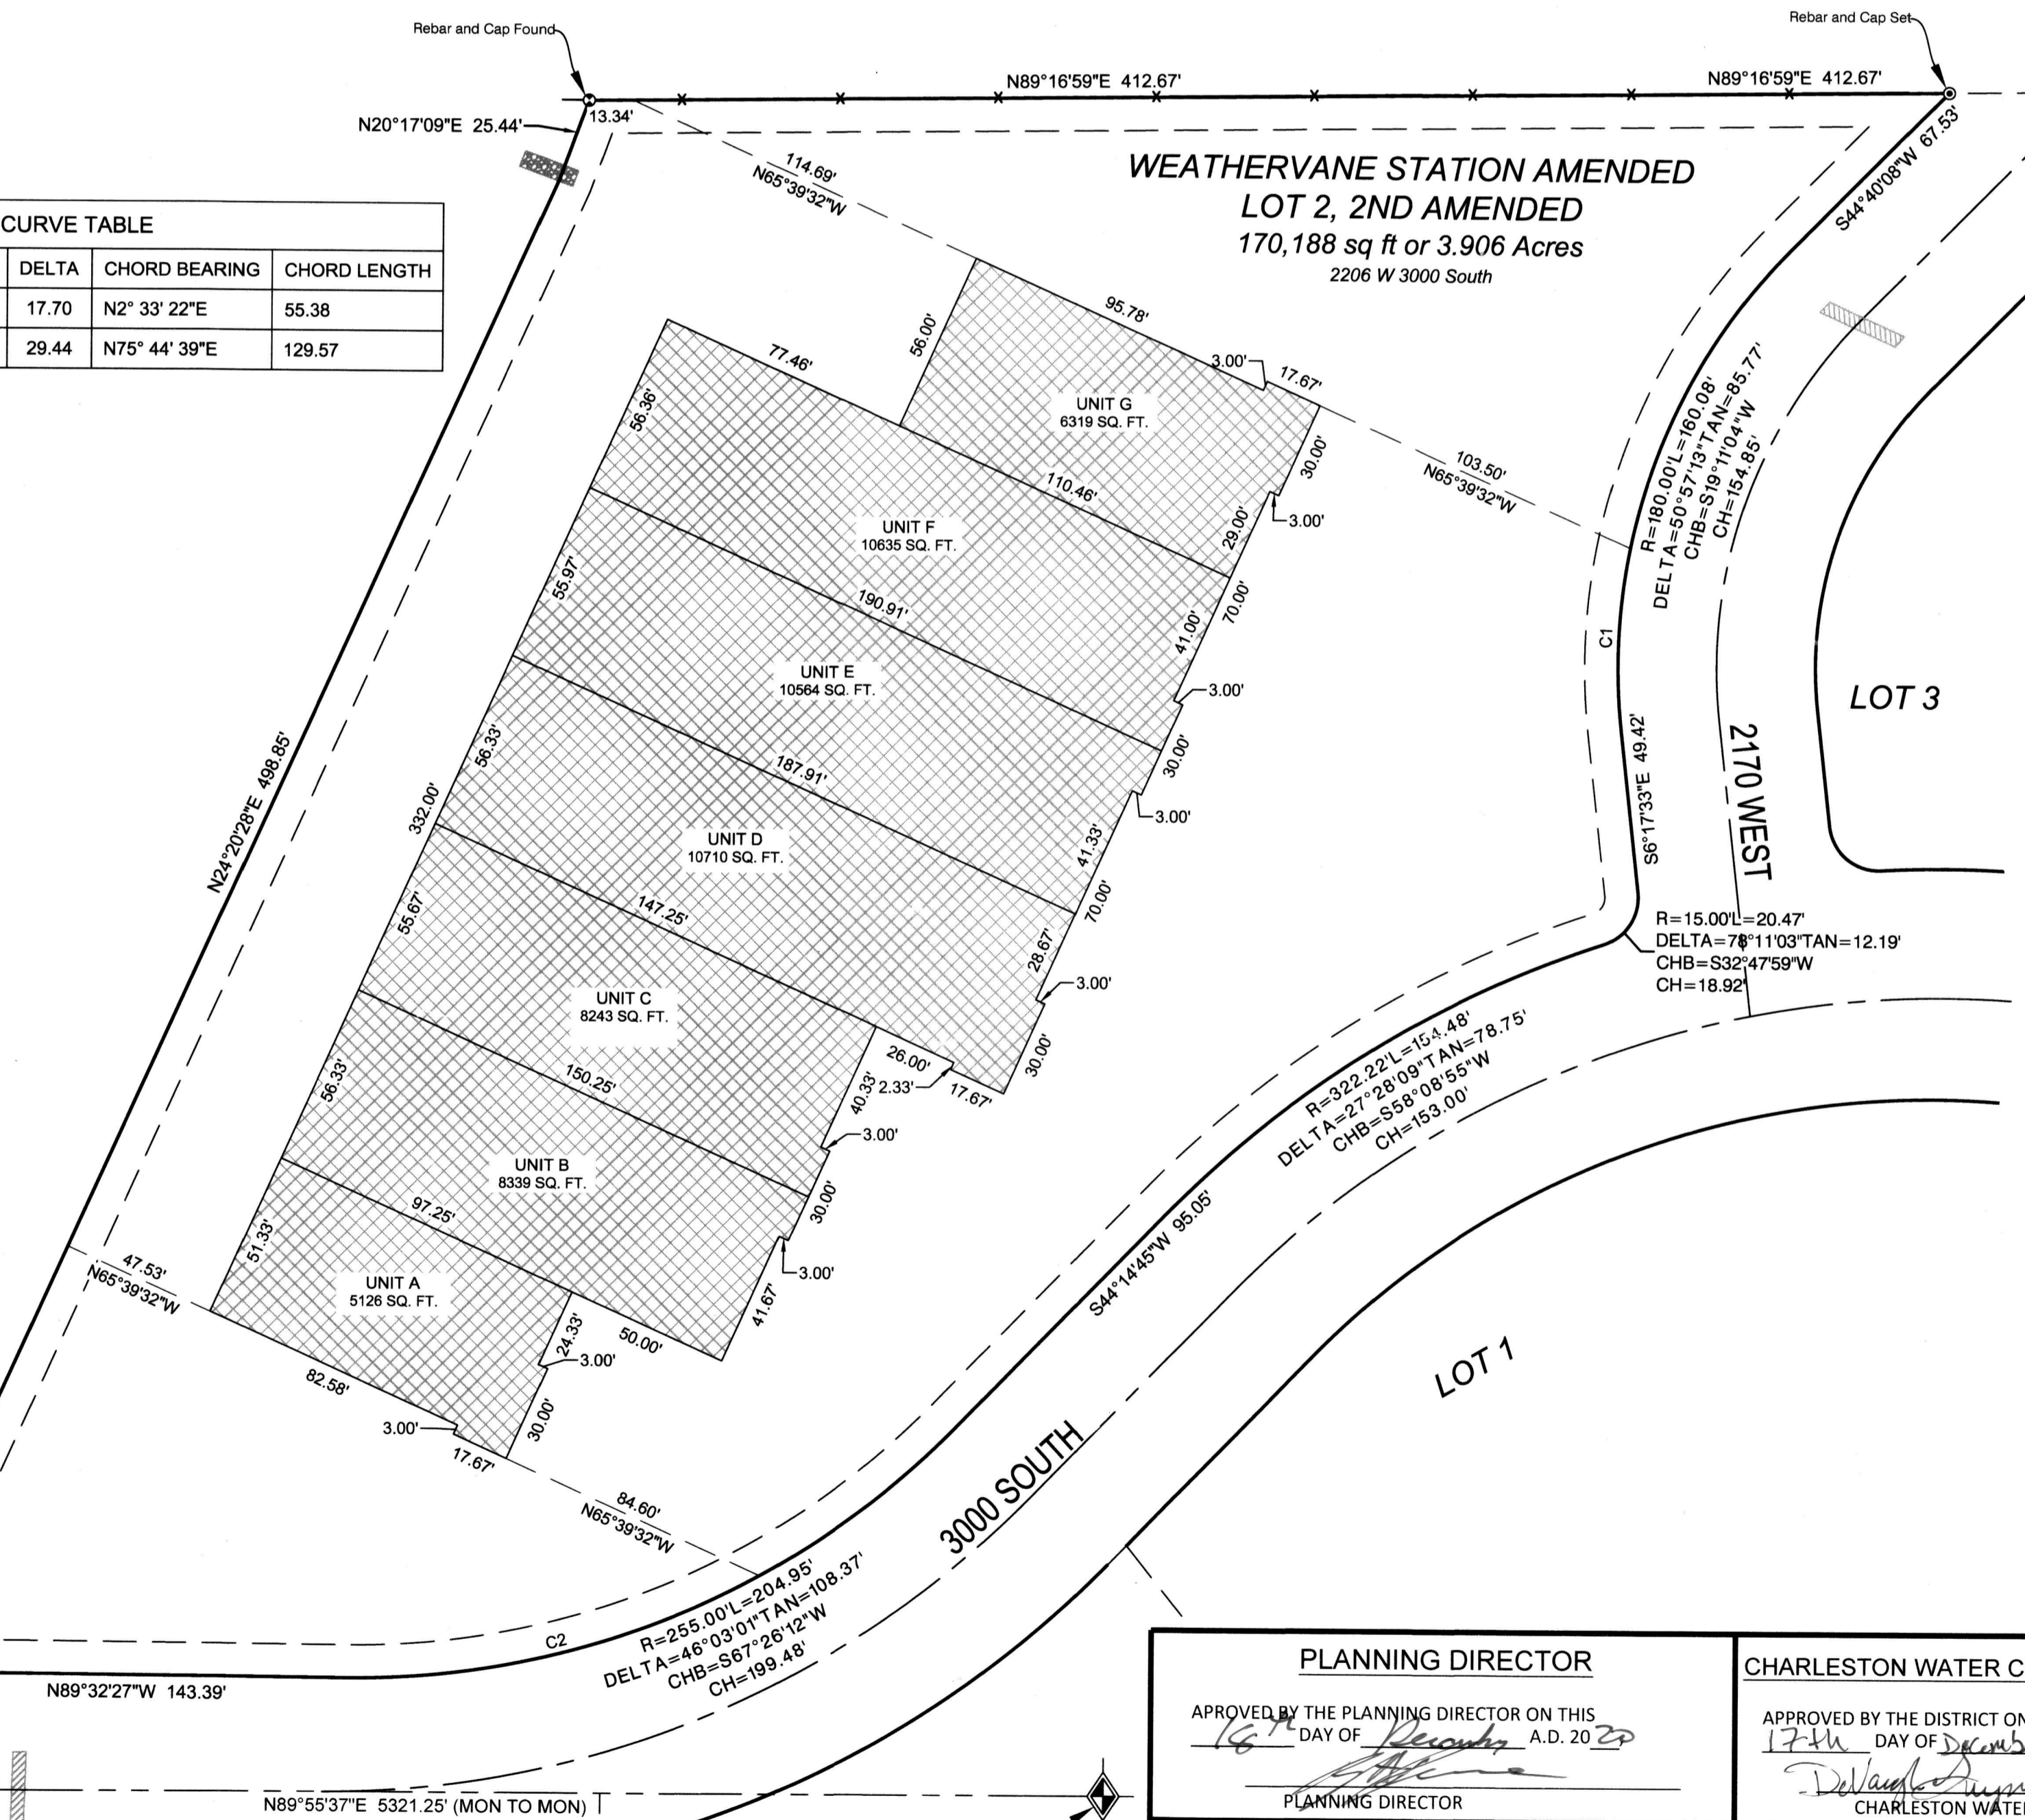 Rebar and Cap Found
Rebar and Cap Set
N89°16'59"E 412.67'
N89°16'59"E 412.67'
N20°17'09"E 25.44'
13.34'
S44°40'08"W 67.53'
114.69'
N65°39'32"W
WEATHERVANE STATION AMENDED
LOT 2, 2ND AMENDED
170,188 sq ft or 3.906 Acres
2206 W 3000 South
CURVE TABLE
DELTA CHORD BEARING CHORD LENGTH
17.70 N2° 33' 22"E 55.38
29.44 N75° 44' 39"E 129.57
95.78'
56.00'
3.00'
17.67'
77.46'
UNIT G
6319 SQ. FT.
56.36'
30.00'
103.50'
N65°39'32"W
R=180.00'L=160.08'
DELTA=50°57'13"TAN=85.77'
CHB=S19°11'04"W
CH=154.85'
110.46'
3.00'
UNIT F
10635 SQ. FT.
29.00'
55.97'
190.91'
70.00'
41.00'
C1
UNIT E
10564 SQ. FT.
3.00'
LOT 3
56.33'
187.91'
30.00'
S6°17'33"E 49.42'
2170 WEST
N24°20'28"E 498.85'
332.00'
3.00'
UNIT D
10710 SQ. FT.
41.33'
55.67'
147.25'
70.00'
R=15.00'L=20.47'
DELTA=78°11'03"TAN=12.19'
CHB=S32°47'59"W
CH=18.92'
28.67'
3.00'
UNIT C
8243 SQ. FT.
26.00'
30.00'
R=322.22'L=154.48'
DELTA=27°28'09"TAN=78.75'
CHB=S58°08'55"W
CH=153.00'
56.33'
150.25'
40.33'
2.33'
17.67'
3.00'
UNIT B
8339 SQ. FT.
30.00'
97.25'
S44°14'45"W 95.05'
51.33'
47.53'
N65°39'32"W
3.00'
UNIT A
5126 SQ. FT.
41.67'
24.33'
50.00'
3.00'
LOT 1
82.58'
3.00'
30.00'
17.67'
3000 SOUTH
84.60'
N65°39'32"W
R=255.00'L=204.95'
DELTA=46°03'01"TAN=108.37'
CHB=S67°26'12"W
CH=199.48'
C2
N89°32'27"W 143.39'
N89°55'37"E 5321.25' (MON TO MON)
PLANNING DIRECTOR
APROVED BY THE PLANNING DIRECTOR ON THIS
18th DAY OF December A.D. 2020
PLANNING DIRECTOR
CHARLESTON WATER C
APPROVED BY THE DISTRICT ON
17th DAY OF Decemb
CHARLESTON WATE